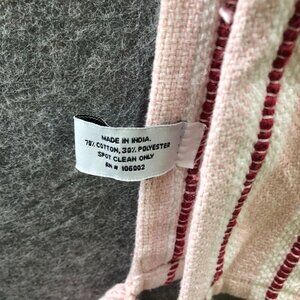 MADE IN INDIA.
70% COTTON, 30% POLYESTER
SPOT CLEAN ONLY
RN # 106002